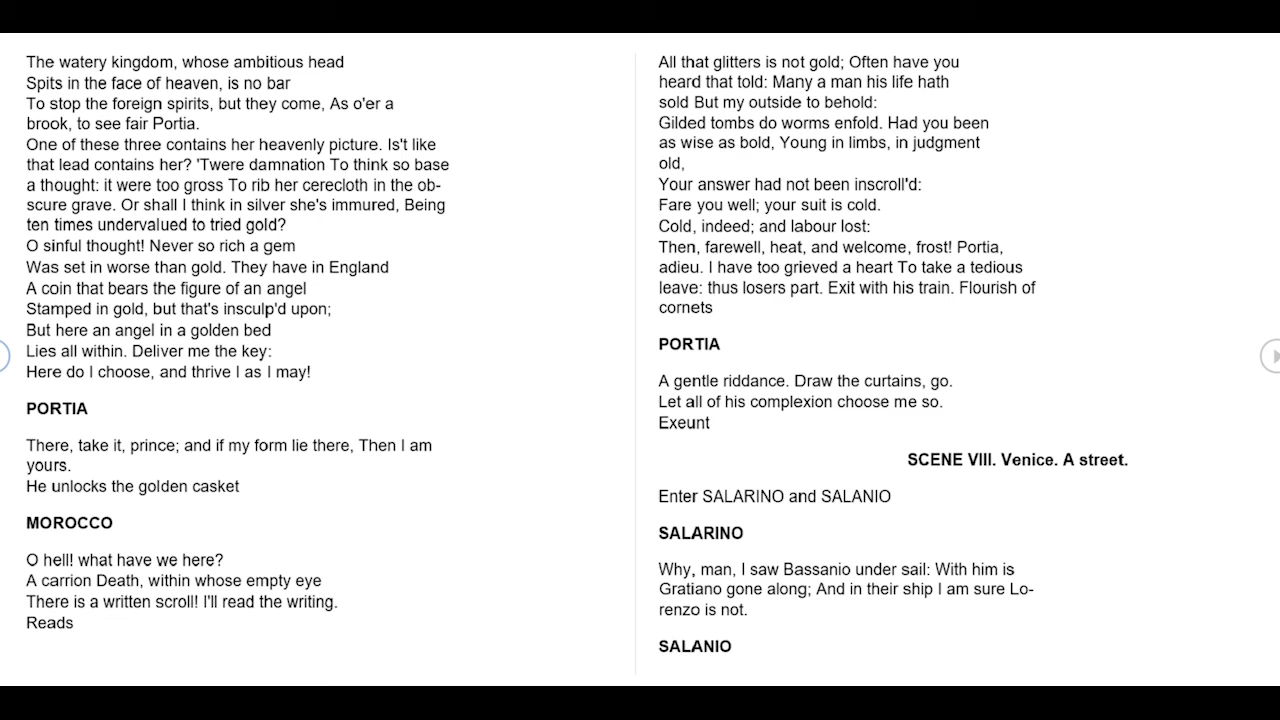 The watery kingdom, whose ambitious head
Spits in the face of heaven, is no bar
To stop the foreign spirits, but they come, As o'er a
brook, to see fair Portia.
One of these three contains her heavenly picture. Is't like
that lead contains her? 'Twere damnation To think so base
a thought: it were too gross To rib her cerecloth in the ob-
scure grave. Or shall I think in silver she's immured, Being
ten times undervalued to tried gold?
O sinful thought! Never so rich a gem
Was set in worse than gold. They have in England
A coin that bears the figure of an angel
Stamped in gold, but that's insculp'd upon;
But here an angel in a golden bed
Lies all within. Deliver me the key:
Here do I choose, and thrive I as I may!
PORTIA
There, take it, prince; and if my form lie there, Then I am
yours.
He unlocks the golden casket
MOROCCO
O hell! what have we here?
A carrion Death, within whose empty eye
There is a written scroll! I'll read the writing.
Reads
All that glitters is not gold; Often have you
heard that told: Many a man his life hath
sold But my outside to behold:
Gilded tombs do worms enfold. Had you been
as wise as bold, Young in limbs, in judgment
old,
Your answer had not been inscroll'd:
Fare you well; your suit is cold.
Cold, indeed; and labour lost:
Then, farewell, heat, and welcome, frost! Portia,
adieu. I have too grieved a heart To take a tedious
leave: thus losers part. Exit with his train. Flourish of
cornets
PORTIA
A gentle riddance. Draw the curtains, go.
Let all of his complexion choose me so.
Exeunt
SCENE VIII. Venice. A street.
Enter SALARINO and SALANIO
SALARINO
Why, man, I saw Bassanio under sail: With him is
Gratiano gone along; And in their ship I am sure Lo-
renzo is not.
SALANIO